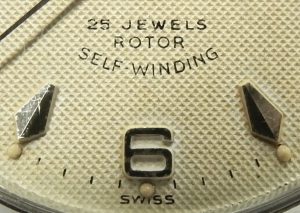 25 JEWELS
ROTOR
SELF-WINDING
6
SWISS